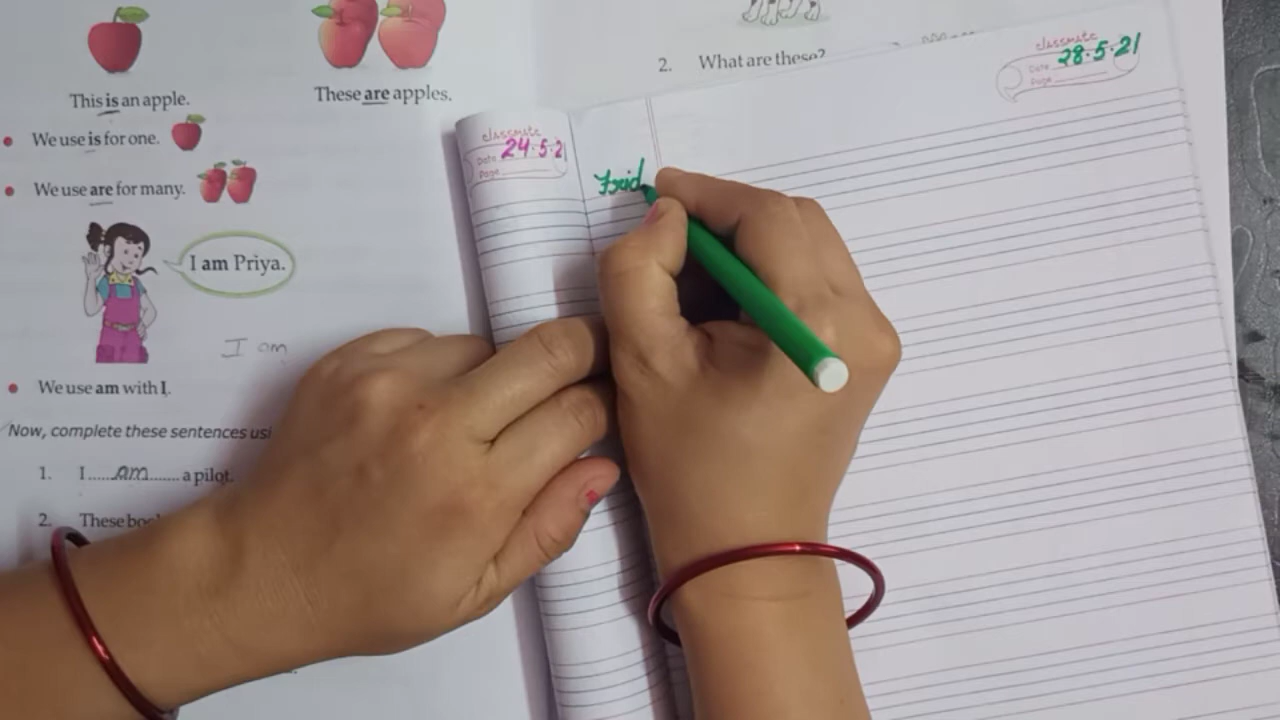 This is an apple.
These are apples.
We use is for one.
We use are for many.
I am Priya.
I am
We use am with I.
Now, complete these sentences usi
1. I.....am........ a pilot.
2. These boo
2. What are these?
classmate
Date 24.5.2
Page
Frid
classmate
Date 28.5.21
Page